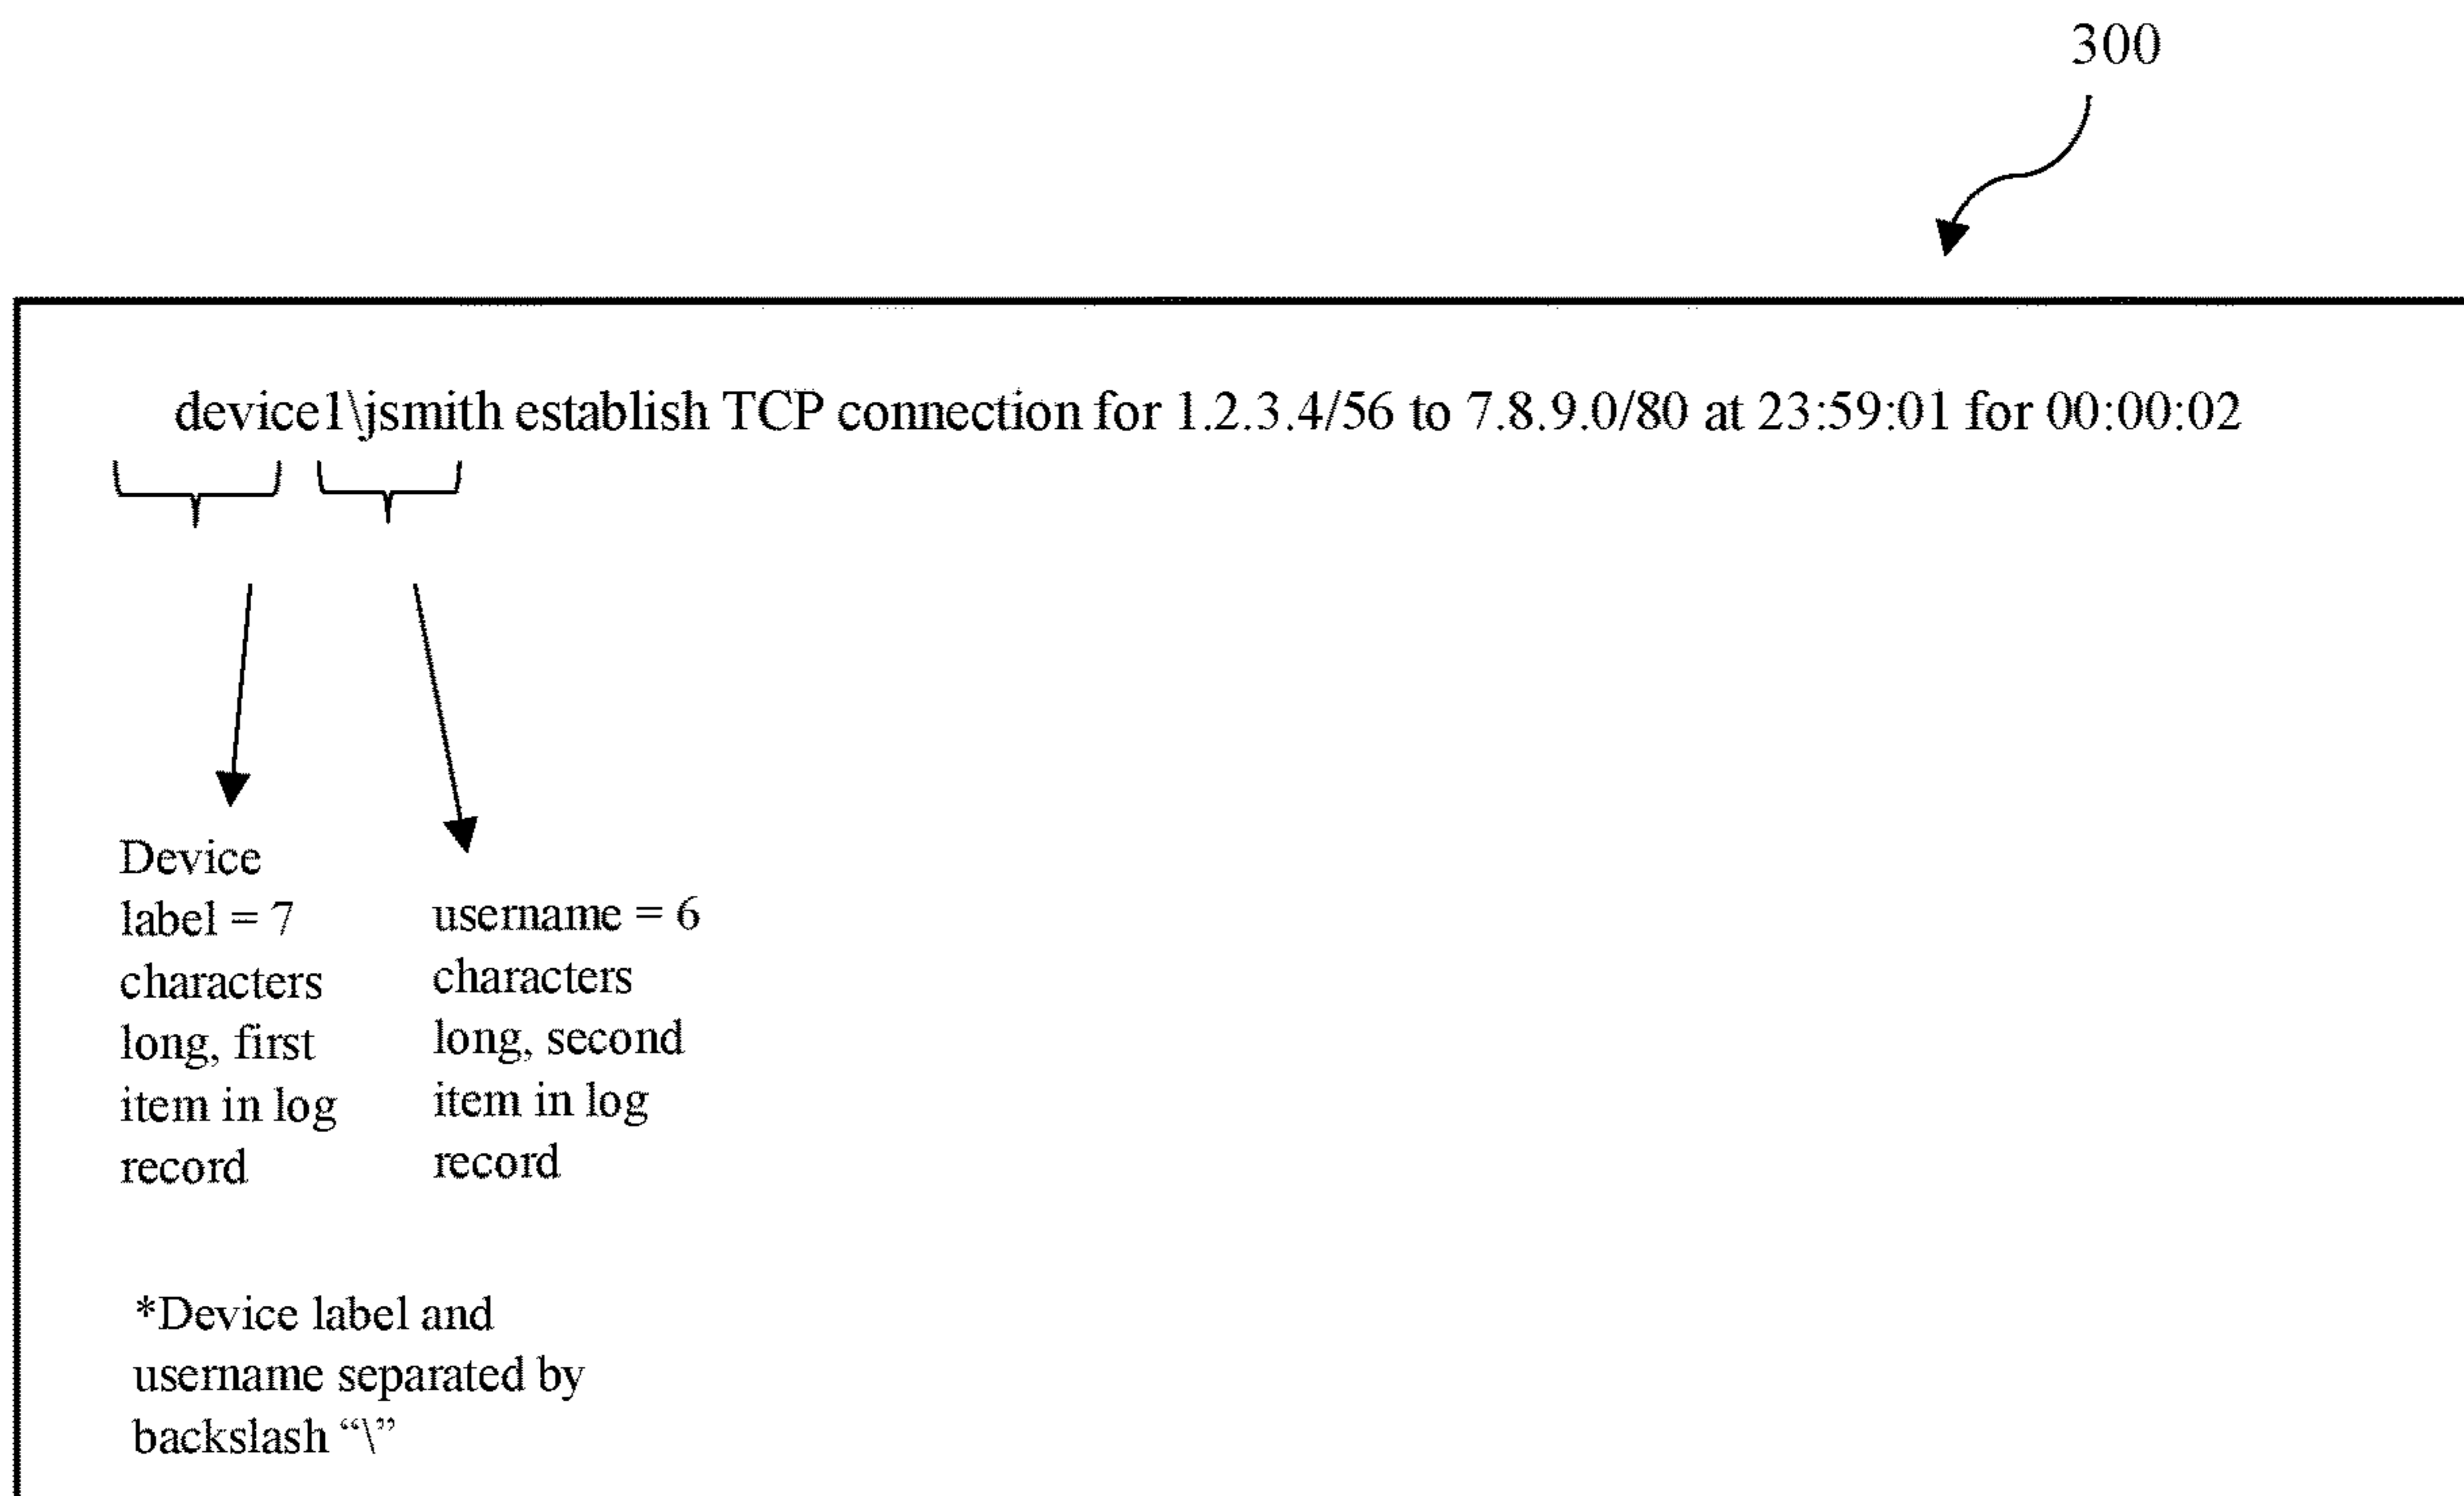 300
device1\jsmith establish TCP connection for 1.2.3.4/56 to 7.8.9.0/80 at 23:59:01 for 00:00:02
Device
label = 7
characters
long, first
item in log
record
username = 6
characters
long, second
item in log
record
*Device label and
username separated by
backslash “\”